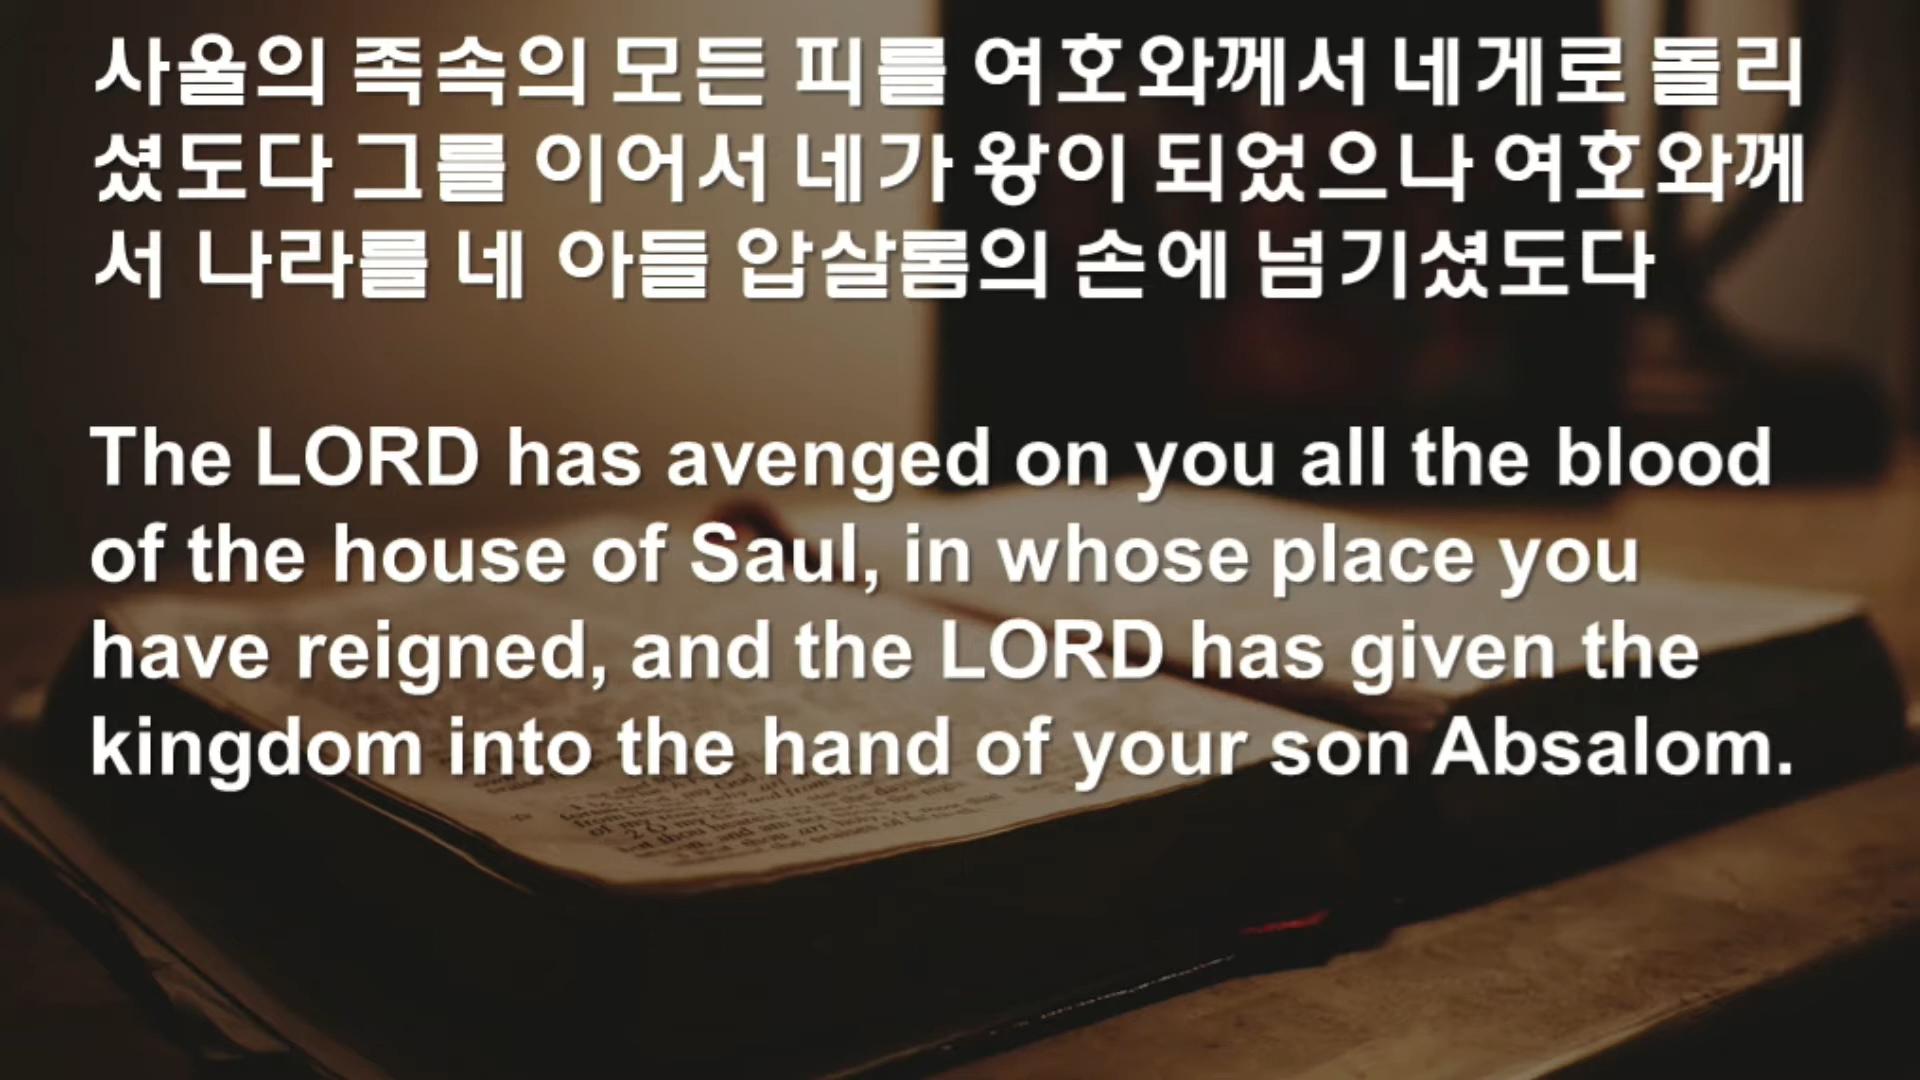 사울의 족속의 모든 피를 여호와께서 네게로 돌리
셨도다 그를 이어서 네가 왕이 되었으나 여호와께
서 나라를 네 아들 압살롬의 손에 넘기셨도다
The LORD has avenged on you all the blood
of the house of Saul, in whose place you
have reigned, and the LORD has given the
kingdom into the hand of your son Absalom.